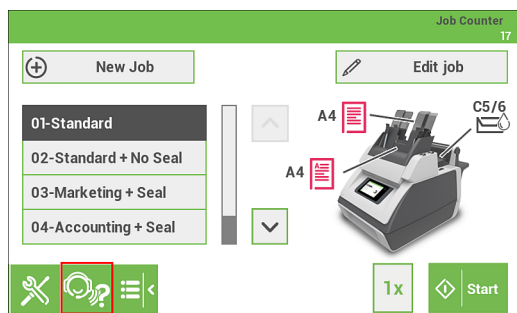 Job Counter
17
New Job
Edit job
01-Standard
02-Standard + No Seal
03-Marketing + Seal
04-Accounting + Seal
A4
C5/6
A4
1x
Start